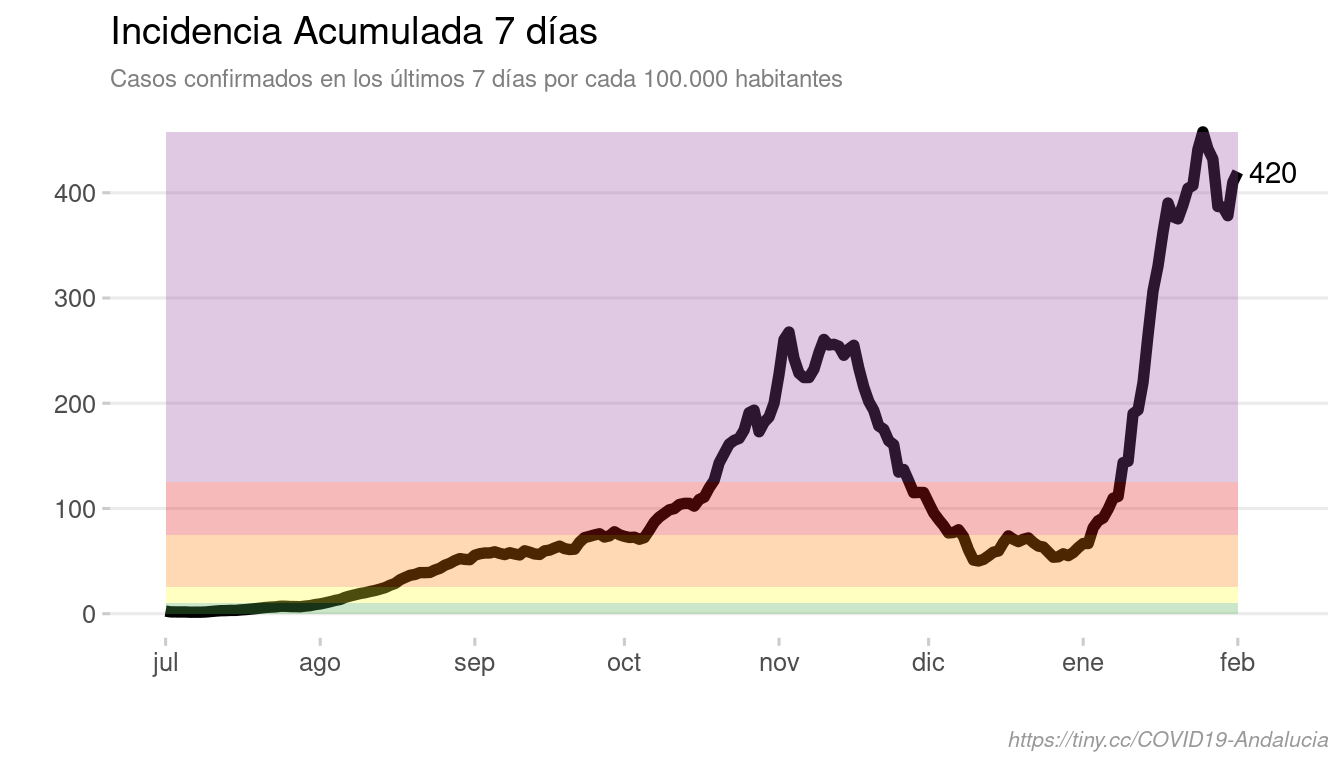 Incidencia Acumulada 7 días
Casos confirmados en los últimos 7 días por cada 100.000 habitantes
420
400
300
200
100
0
jul ago sep oct nov dic ene feb
https://tiny.cc/COVID19-Andalucia